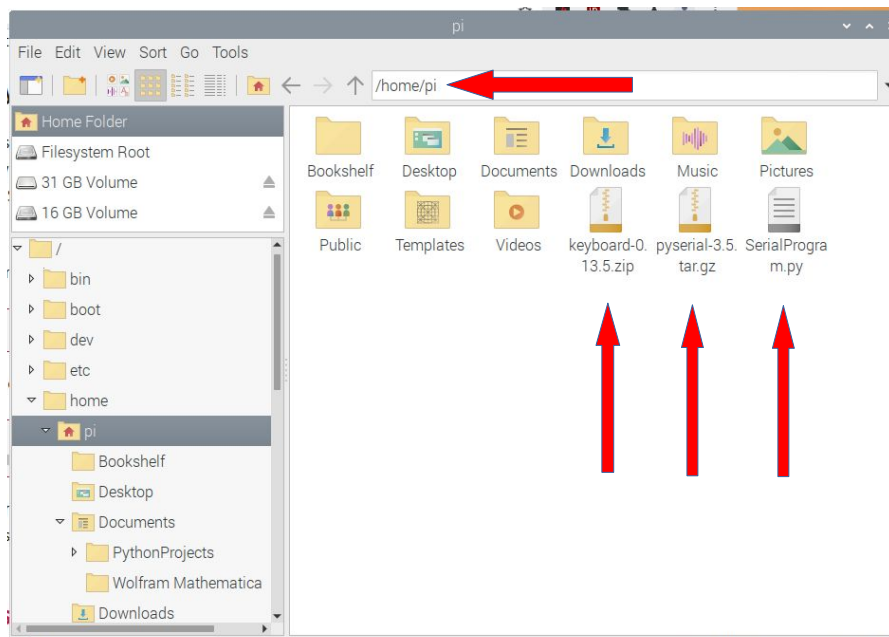 pi
File Edit View Sort Go Tools
/home/pi
Home Folder
Filesystem Root
31 GB Volume
16 GB Volume
/
bin
boot
dev
etc
home
pi
Bookshelf
Desktop
Documents
PythonProjects
Wolfram Mathematica
Downloads
Bookshelf Desktop Documents Downloads Music Pictures
Public Templates Videos keyboard-0. pyserial-3.5. SerialProgra
13.5.zip tar.gz m.py